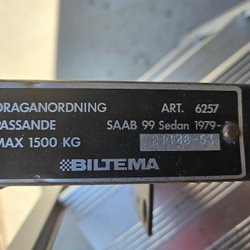 DRAGANORDNING ART. 6257
PASSANDE SAAB 99 Sedan 1979-
MAX 1500 KG
BILTEMA